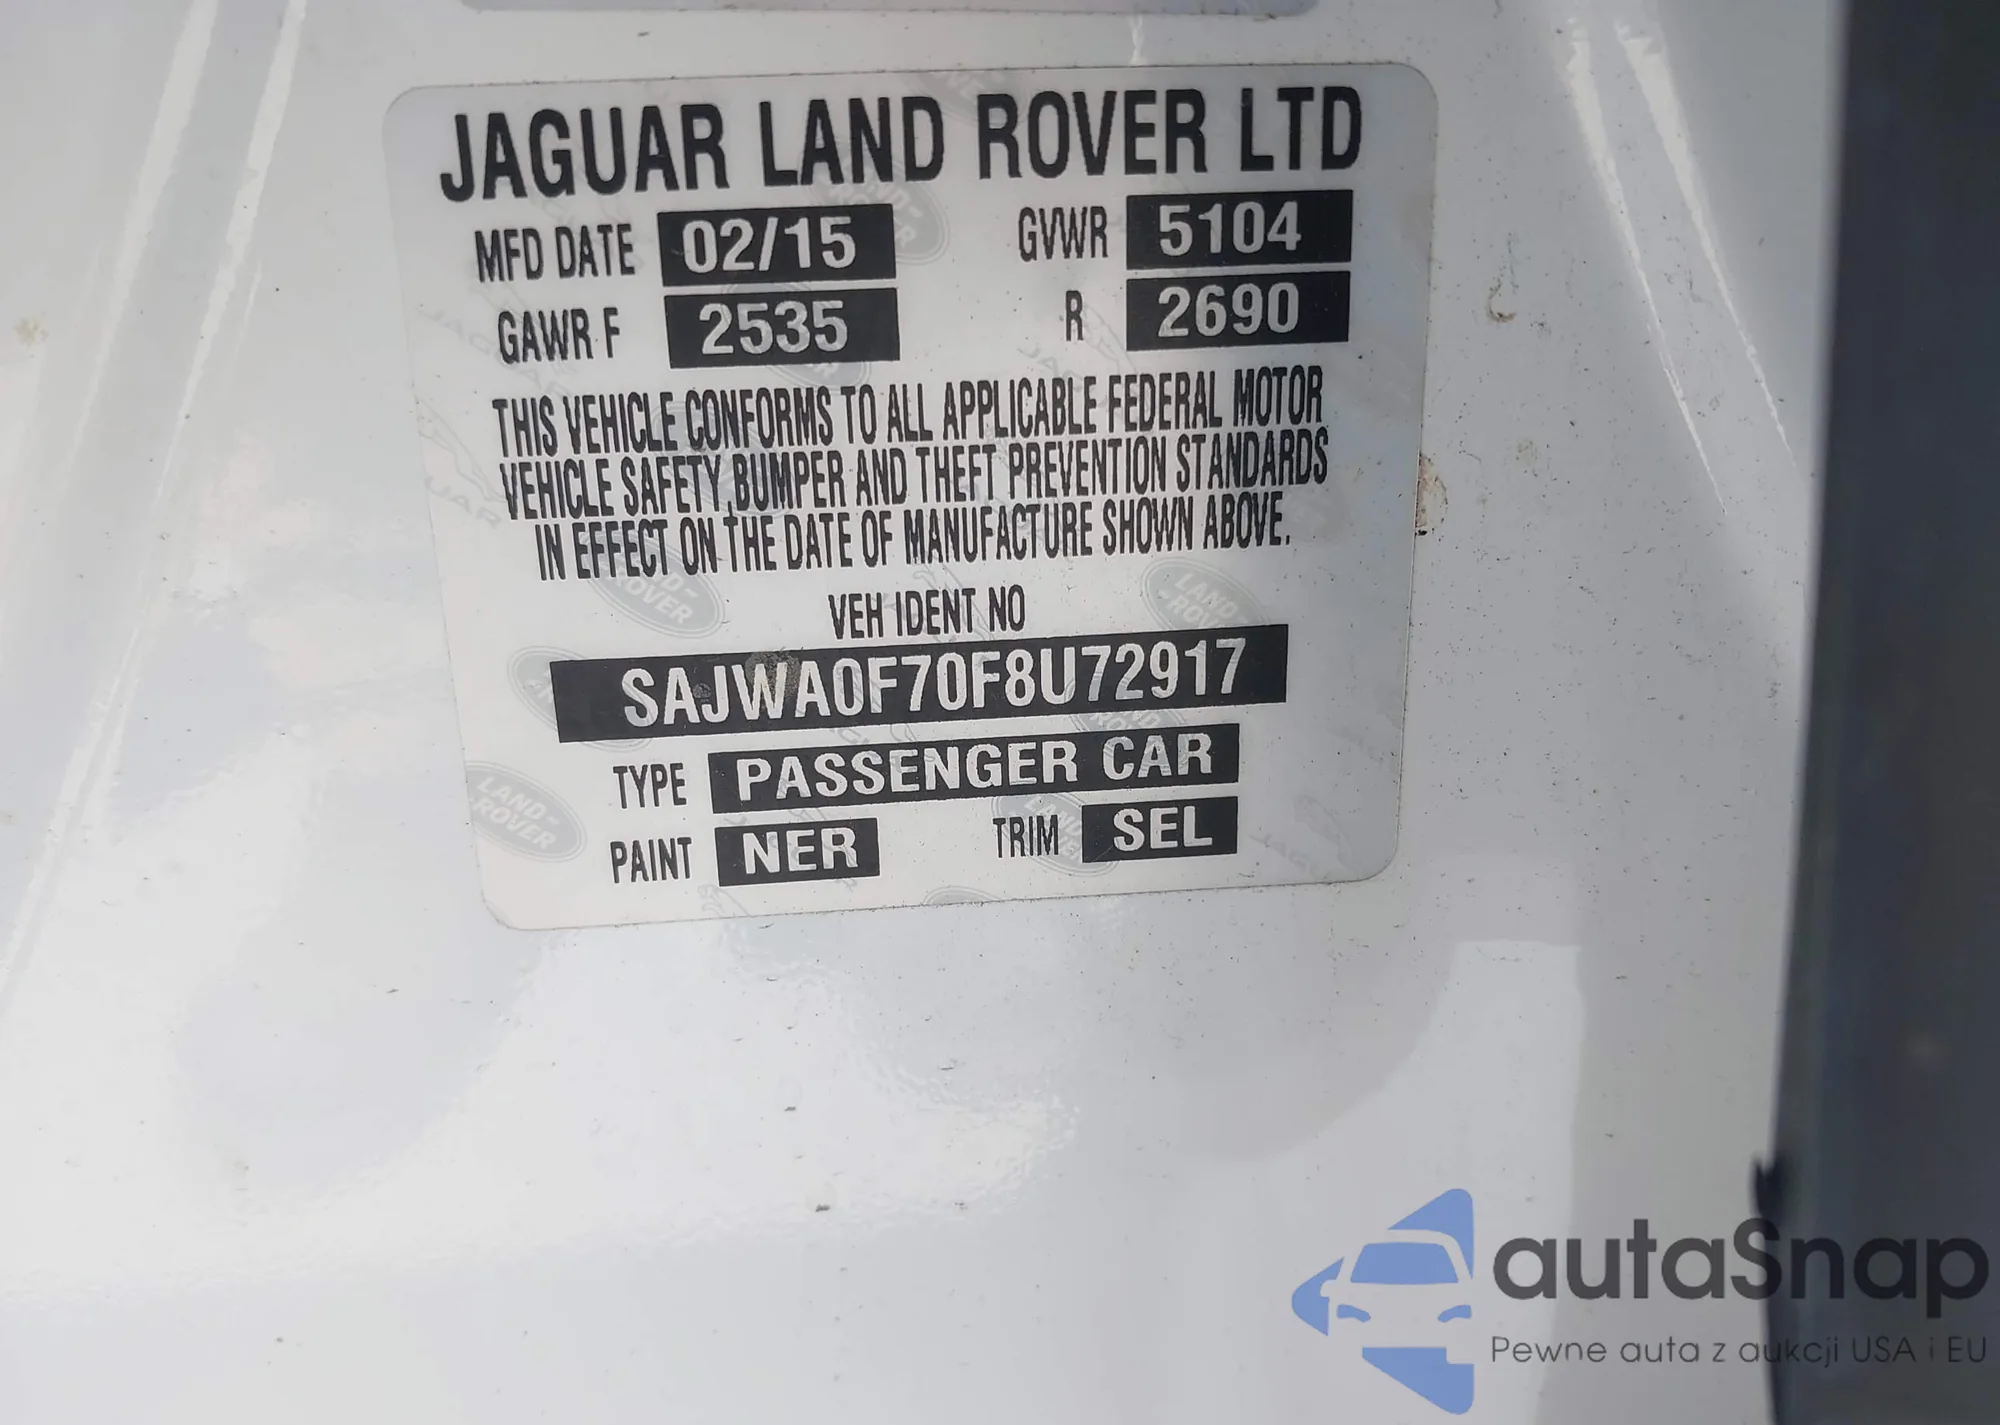 JAGUAR LAND ROVER LTD
MFD DATE 02/15 GVWR 5104
GAWR F 2535 R 2690
THIS VEHICLE CONFORMS TO ALL APPLICABLE FEDERAL MOTOR
VEHICLE SAFETY, BUMPER AND THEFT PREVENTION STANDARDS
IN EFFECT ON THE DATE OF MANUFACTURE SHOWN ABOVE.
VEH IDENT NO
SAJWA0F70F8U72917
TYPE PASSENGER CAR
PAINT NER TRIM SEL
autaSnap
Pewne auta z aukcji USA i EU